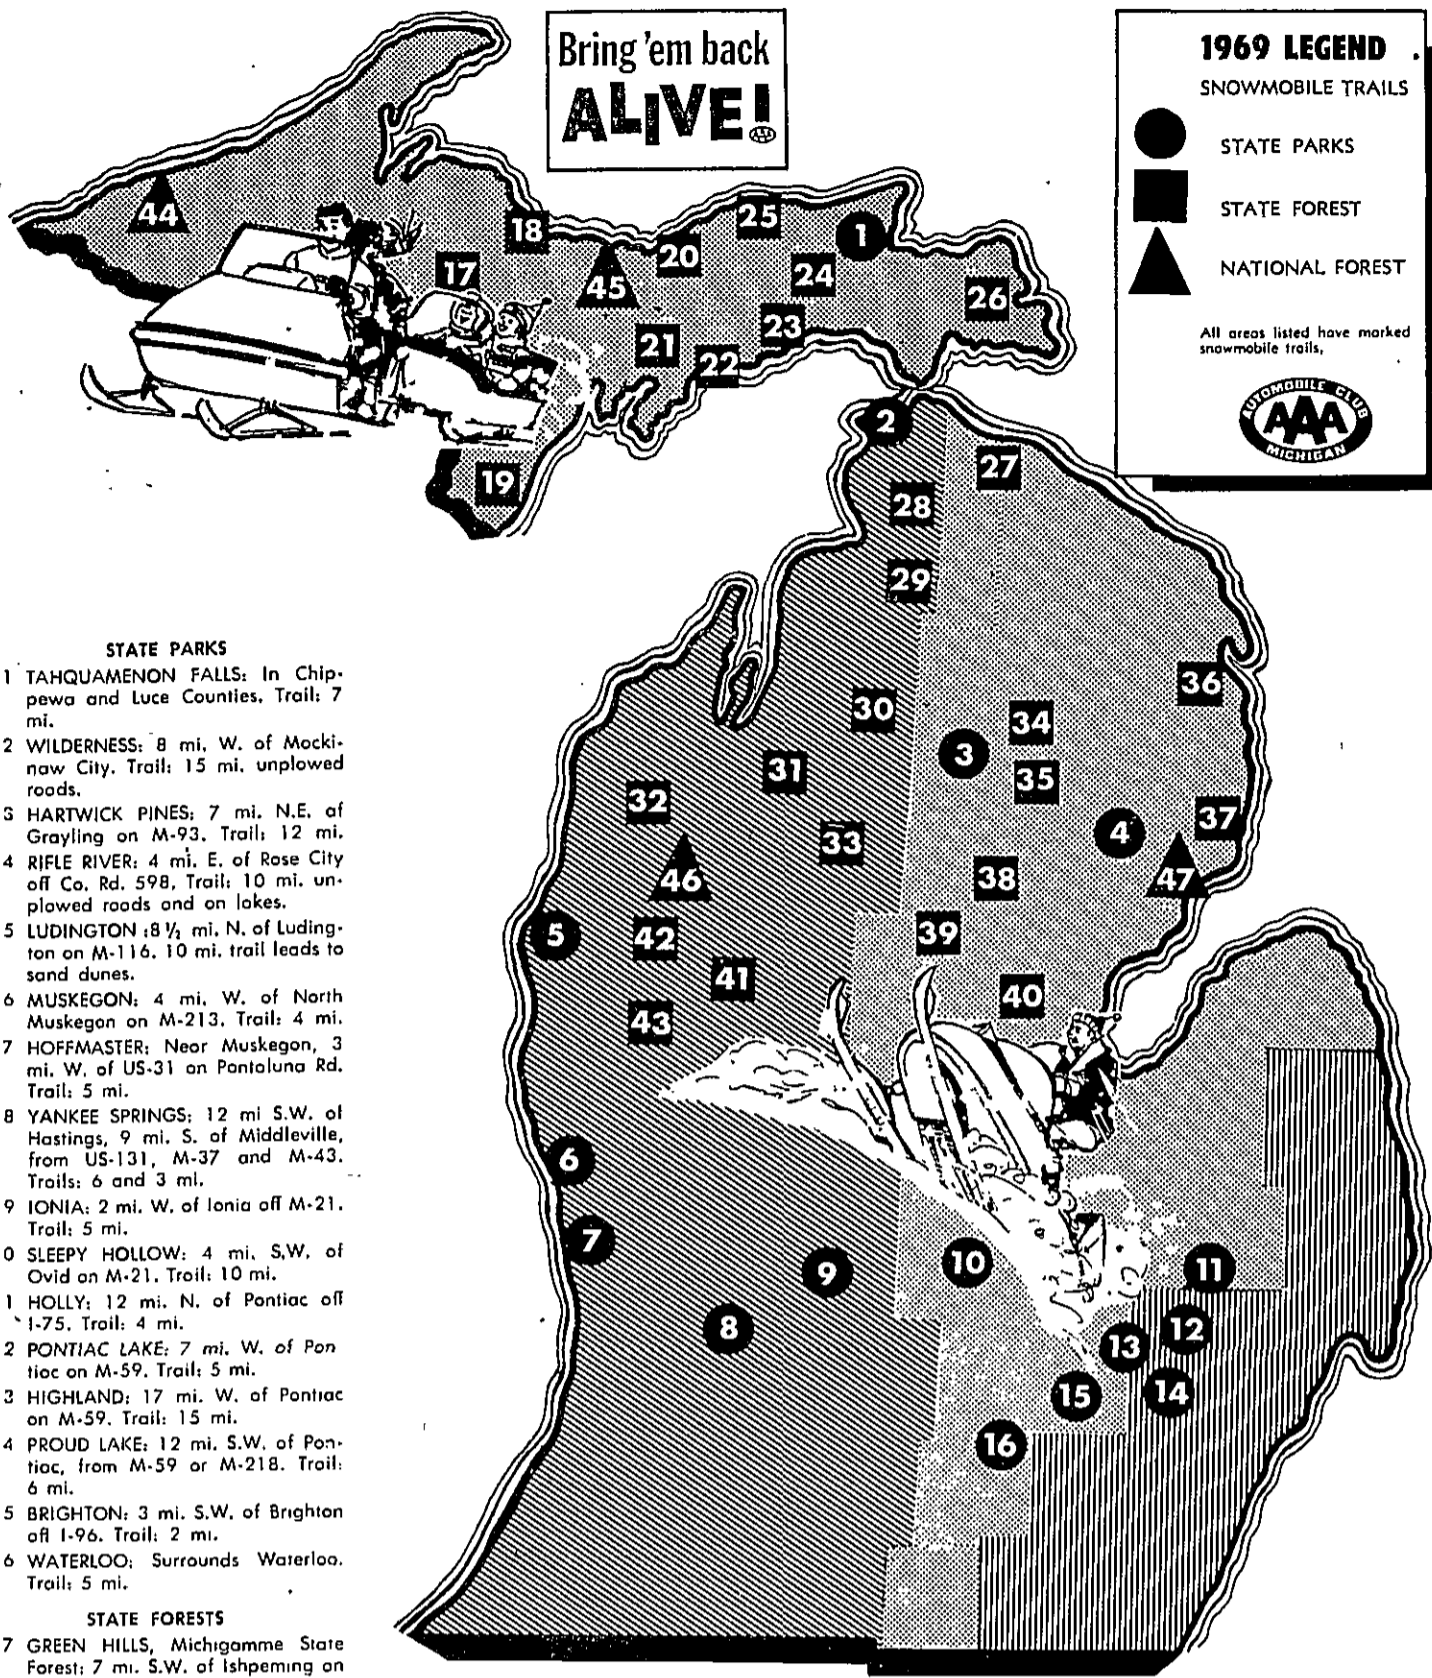 Bring 'em back
ALIVE!
AAA
1969 LEGEND
SNOWMOBILE TRAILS
STATE PARKS
STATE FOREST
NATIONAL FOREST
All areas listed have marked
snowmobile trails,
AUTOMOBILE CLUB
AAA
MICHIGAN
44
18
25
1
17
45
20
24
26
21
23
22
2
19
27
28
29
36
30
34
3
31
35
32
37
4
33
46
38
47
5
42
39
41
40
43
6
7
9
10
11
8
12
13
15
14
16
STATE PARKS
1 TAHQUAMENON FALLS: In Chip-
pewa and Luce Counties. Trail: 7
mi.
2 WILDERNESS: 8 mi. W. of Macki-
naw City. Trail: 15 mi. unplowed
roads.
3 HARTWICK PINES: 7 mi. N.E. of
Grayling on M-93. Trail: 12 mi.
4 RIFLE RIVER: 4 mi. E. of Rose City
off Co. Rd. 598. Trail: 10 mi. un-
plowed roads and on lakes.
5 LUDINGTON :8½ mi. N. of Luding-
ton on M-116. 10 mi. trail leads to
sand dunes.
6 MUSKEGON: 4 mi. W. of North
Muskegon on M-213. Trail: 4 mi.
7 HOFFMASTER: Near Muskegon, 3
mi. W. of US-31 on Pontaluna Rd.
Trail: 5 mi.
8 YANKEE SPRINGS: 12 mi S.W. of
Hastings, 9 mi. S. of Middleville,
from US-131, M-37 and M-43.
Trails: 6 and 3 mi.
9 IONIA: 2 mi. W. of Ionia off M-21.
Trail: 5 mi.
0 SLEEPY HOLLOW: 4 mi. S.W. of
Ovid on M-21. Trail: 10 mi.
1 HOLLY: 12 mi. N. of Pontiac off
I-75. Trail: 4 mi.
2 PONTIAC LAKE: 7 mi. W. of Pon
tiac on M-59. Trail: 5 mi.
3 HIGHLAND: 17 mi. W. of Pontiac
on M-59. Trail: 15 mi.
4 PROUD LAKE: 12 mi. S.W. of Pon-
tiac, from M-59 or M-218. Trail:
6 mi.
5 BRIGHTON: 3 mi. S.W. of Brighton
off I-96. Trail: 2 mi.
6 WATERLOO: Surrounds Waterloo.
Trail: 5 mi.
STATE FORESTS
7 GREEN HILLS, Michigamme State
Forest: 7 mi. S.W. of Ishpeming on